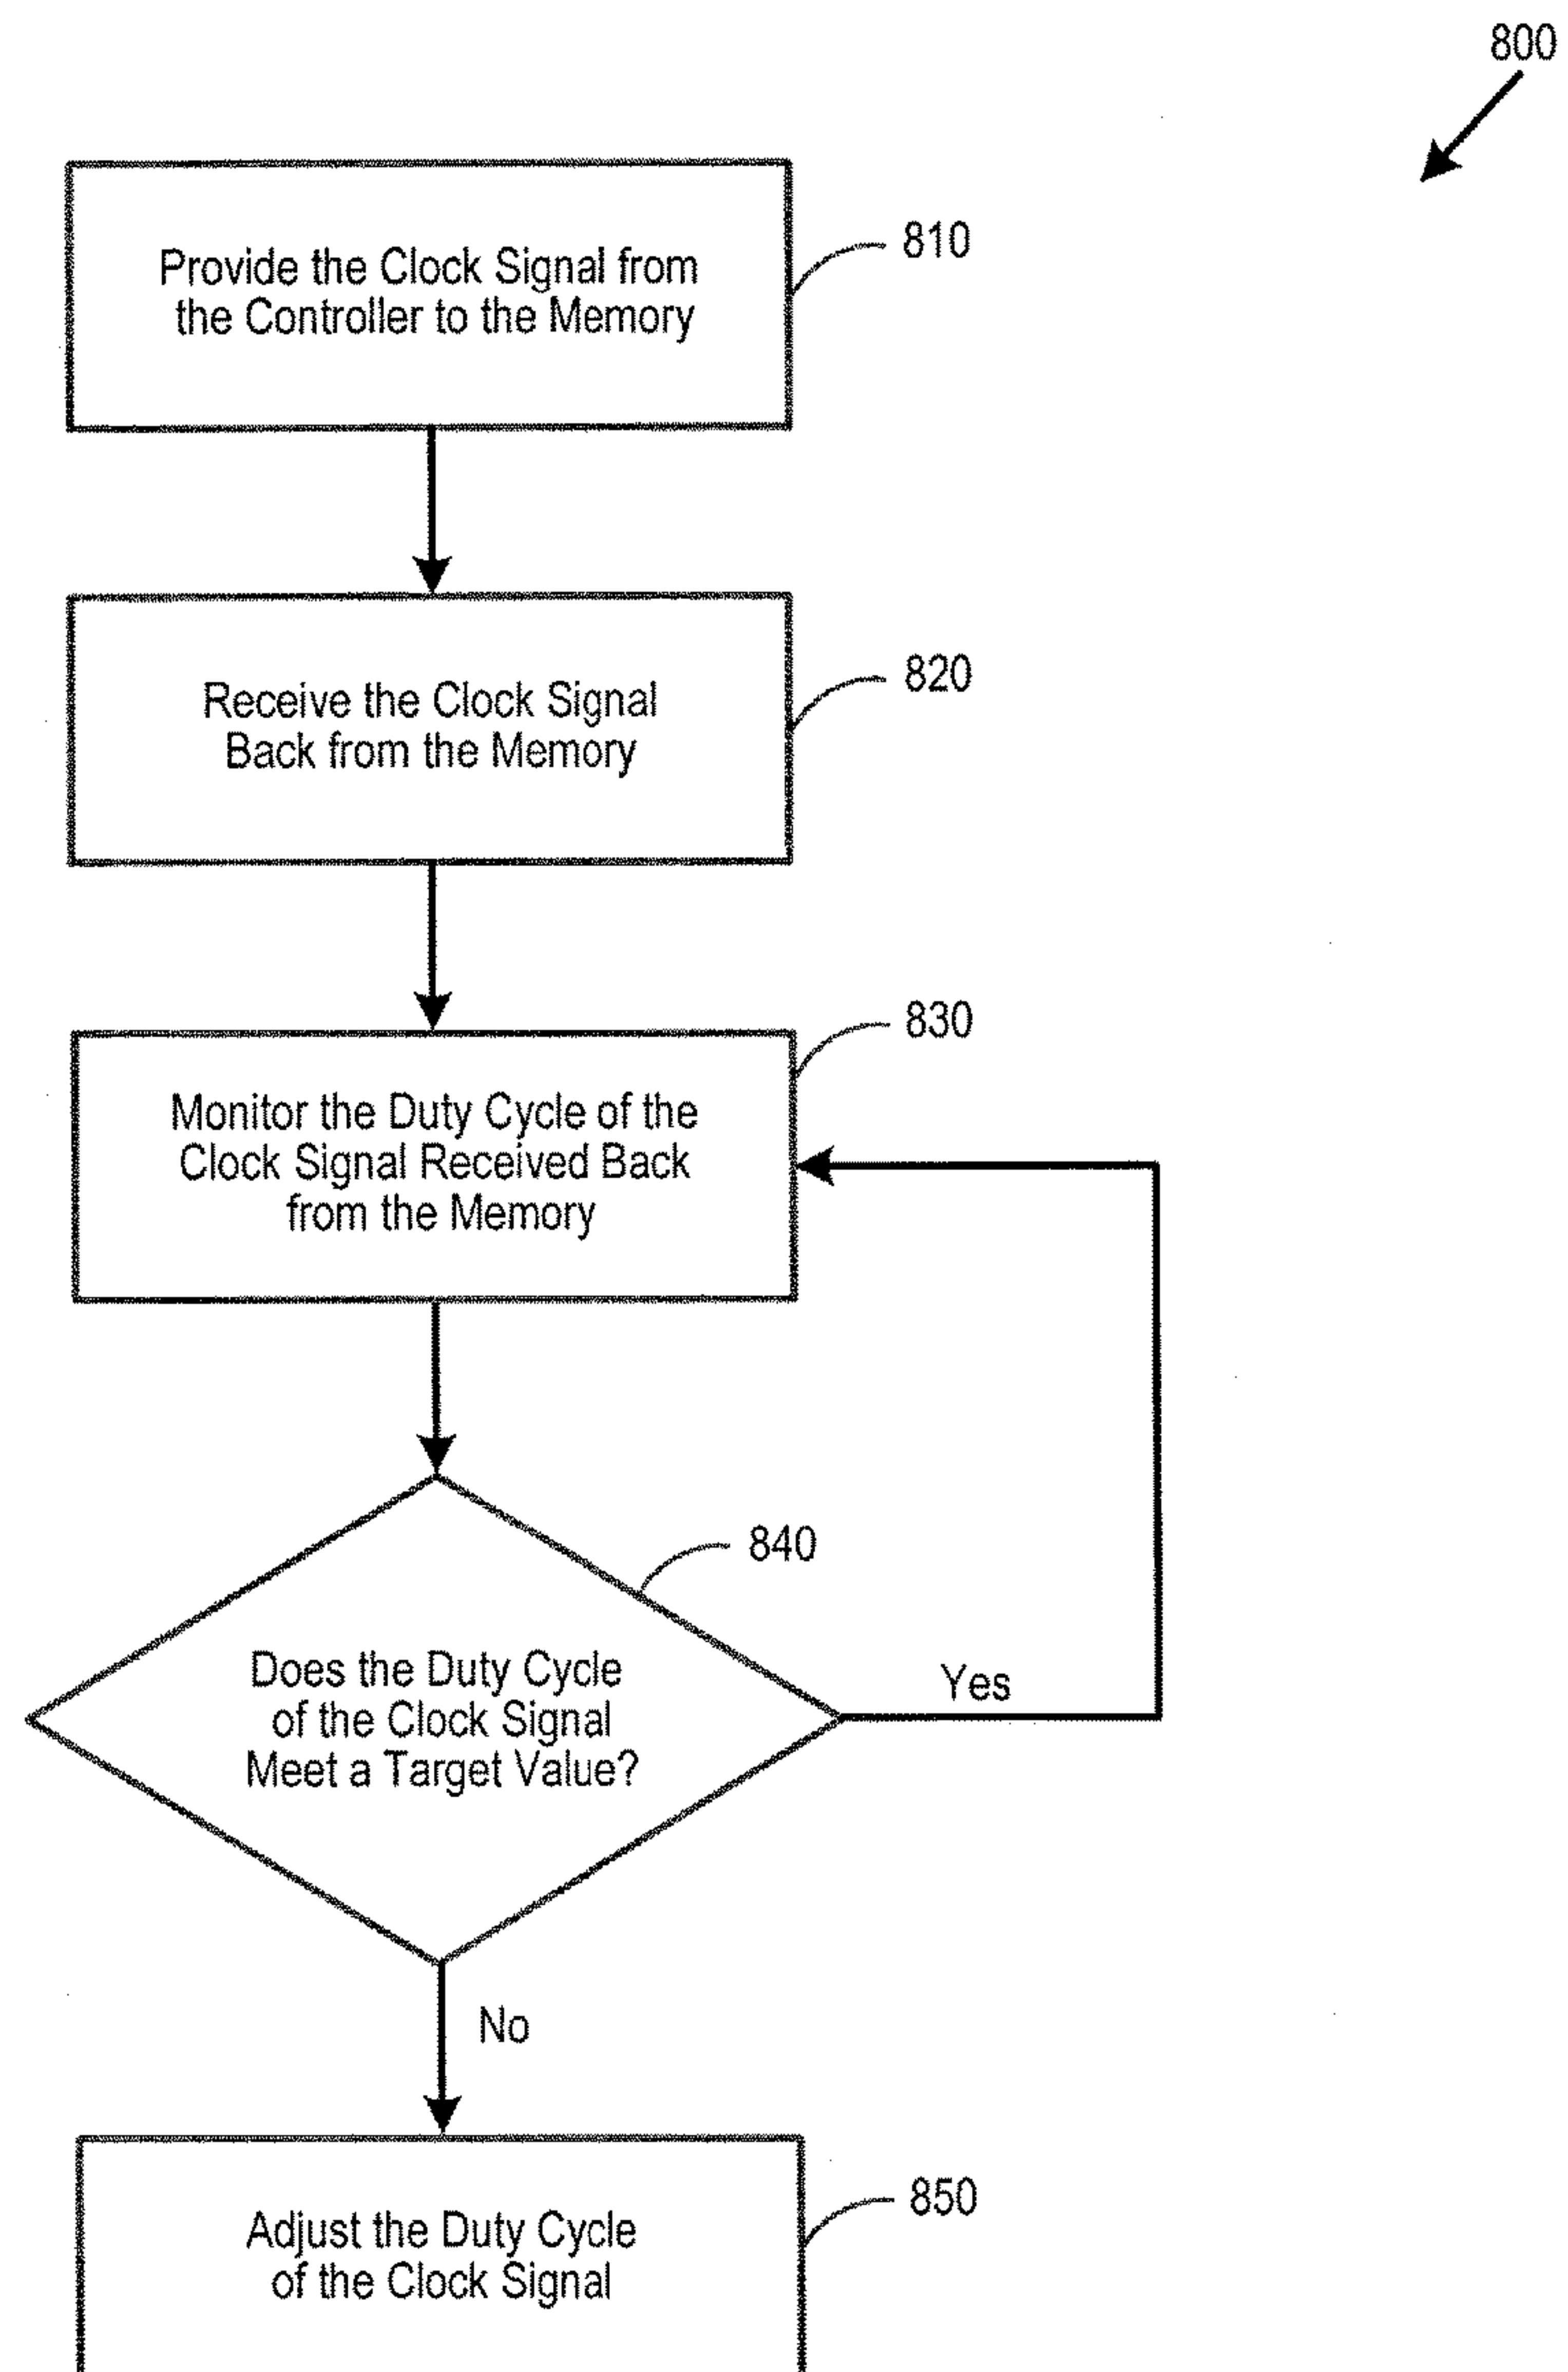 800
Provide the Clock Signal from
the Controller to the Memory
810
Receive the Clock Signal
Back from the Memory
820
830
Monitor the Duty Cycle of the
Clock Signal Received Back
from the Memory
840
Does the Duty Cycle
of the Clock Signal
Meet a Target Value?
Yes
No
850
Adjust the Duty Cycle
of the Clock Signal